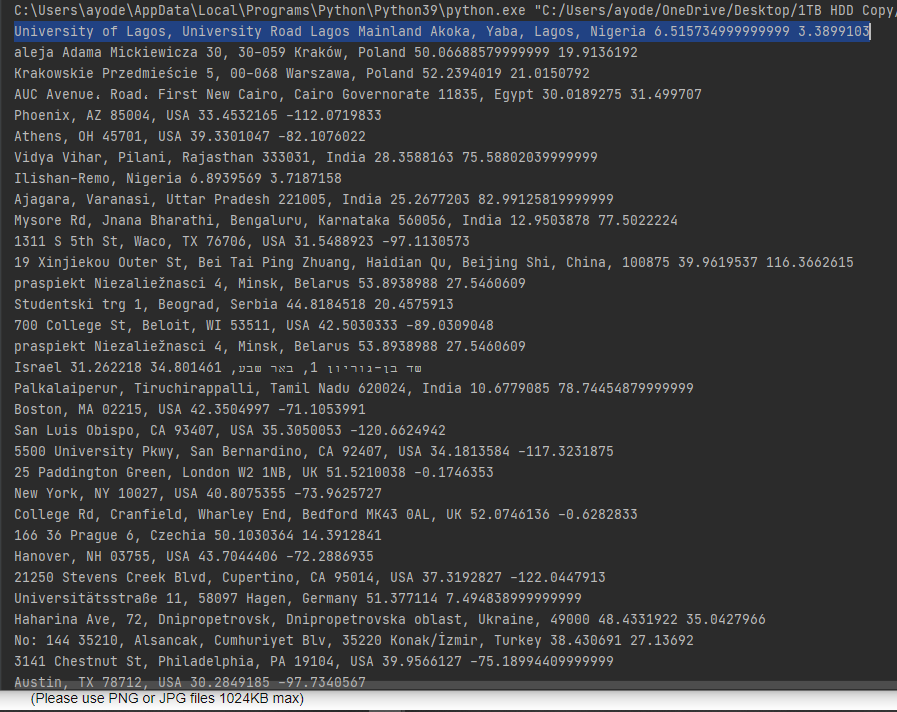 C:\Users\ayode\AppData\Local\Programs\Python\Python39\python.exe "C:/Users/ayode/OneDrive/Desktop/1TB HDD Copy/
University of Lagos, University Road Lagos Mainland Akoka, Yaba, Lagos, Nigeria 6.515734999999999 3.3899103
aleja Adama Mickiewicza 30, 30-059 Kraków, Poland 50.06688579999999 19.9136192
Krakowskie Przedmieście 5, 00-068 Warszawa, Poland 52.2394019 21.0150792
AUC Avenue، Road، First New Cairo, Cairo Governorate 11835, Egypt 30.0189275 31.499707
Phoenix, AZ 85004, USA 33.4532165 -112.0719833
Athens, OH 45701, USA 39.3301047 -82.1076022
Vidya Vihar, Pilani, Rajasthan 333031, India 28.3588163 75.58802039999999
Ilishan-Remo, Nigeria 6.8939569 3.7187158
Ajagara, Varanasi, Uttar Pradesh 221005, India 25.2677203 82.99125819999999
Mysore Rd, Jnana Bharathi, Bengaluru, Karnataka 560056, India 12.9503878 77.5022224
1311 S 5th St, Waco, TX 76706, USA 31.5488923 -97.1130573
19 Xinjiekou Outer St, Bei Tai Ping Zhuang, Haidian Qu, Beijing Shi, China, 100875 39.9619537 116.3662615
praspiekt Niezaliežnasci 4, Minsk, Belarus 53.8938988 27.5460609
Studentski trg 1, Beograd, Serbia 44.8184518 20.4575913
700 College St, Beloit, WI 53511, USA 42.5030333 -89.0309048
praspiekt Niezaliežnasci 4, Minsk, Belarus 53.8938988 27.5460609
שד בן-גוריון 1, באר שבע, Israel 31.262218 34.801461
Palkalaiperur, Tiruchirappalli, Tamil Nadu 620024, India 10.6779085 78.74454879999999
Boston, MA 02215, USA 42.3504997 -71.1053991
San Luis Obispo, CA 93407, USA 35.3050053 -120.6624942
5500 University Pkwy, San Bernardino, CA 92407, USA 34.1813584 -117.3231875
25 Paddington Green, London W2 1NB, UK 51.5210038 -0.1746353
New York, NY 10027, USA 40.8075355 -73.9625727
College Rd, Cranfield, Wharley End, Bedford MK43 0AL, UK 52.0746136 -0.6282833
166 36 Prague 6, Czechia 50.1030364 14.3912841
Hanover, NH 03755, USA 43.7044406 -72.2886935
21250 Stevens Creek Blvd, Cupertino, CA 95014, USA 37.3192827 -122.0447913
Universitätsstraße 11, 58097 Hagen, Germany 51.377114 7.494838999999999
Haharina Ave, 72, Dnipropetrovsk, Dnipropetrovska oblast, Ukraine, 49000 48.4331922 35.0427966
No: 144 35210, Alsancak, Cumhuriyet Blv, 35220 Konak/İzmir, Turkey 38.430691 27.13692
3141 Chestnut St, Philadelphia, PA 19104, USA 39.9566127 -75.18994409999999
Austin, TX 78712, USA 30.2849185 -97.7340567
(Please use PNG or JPG files 1024KB max)